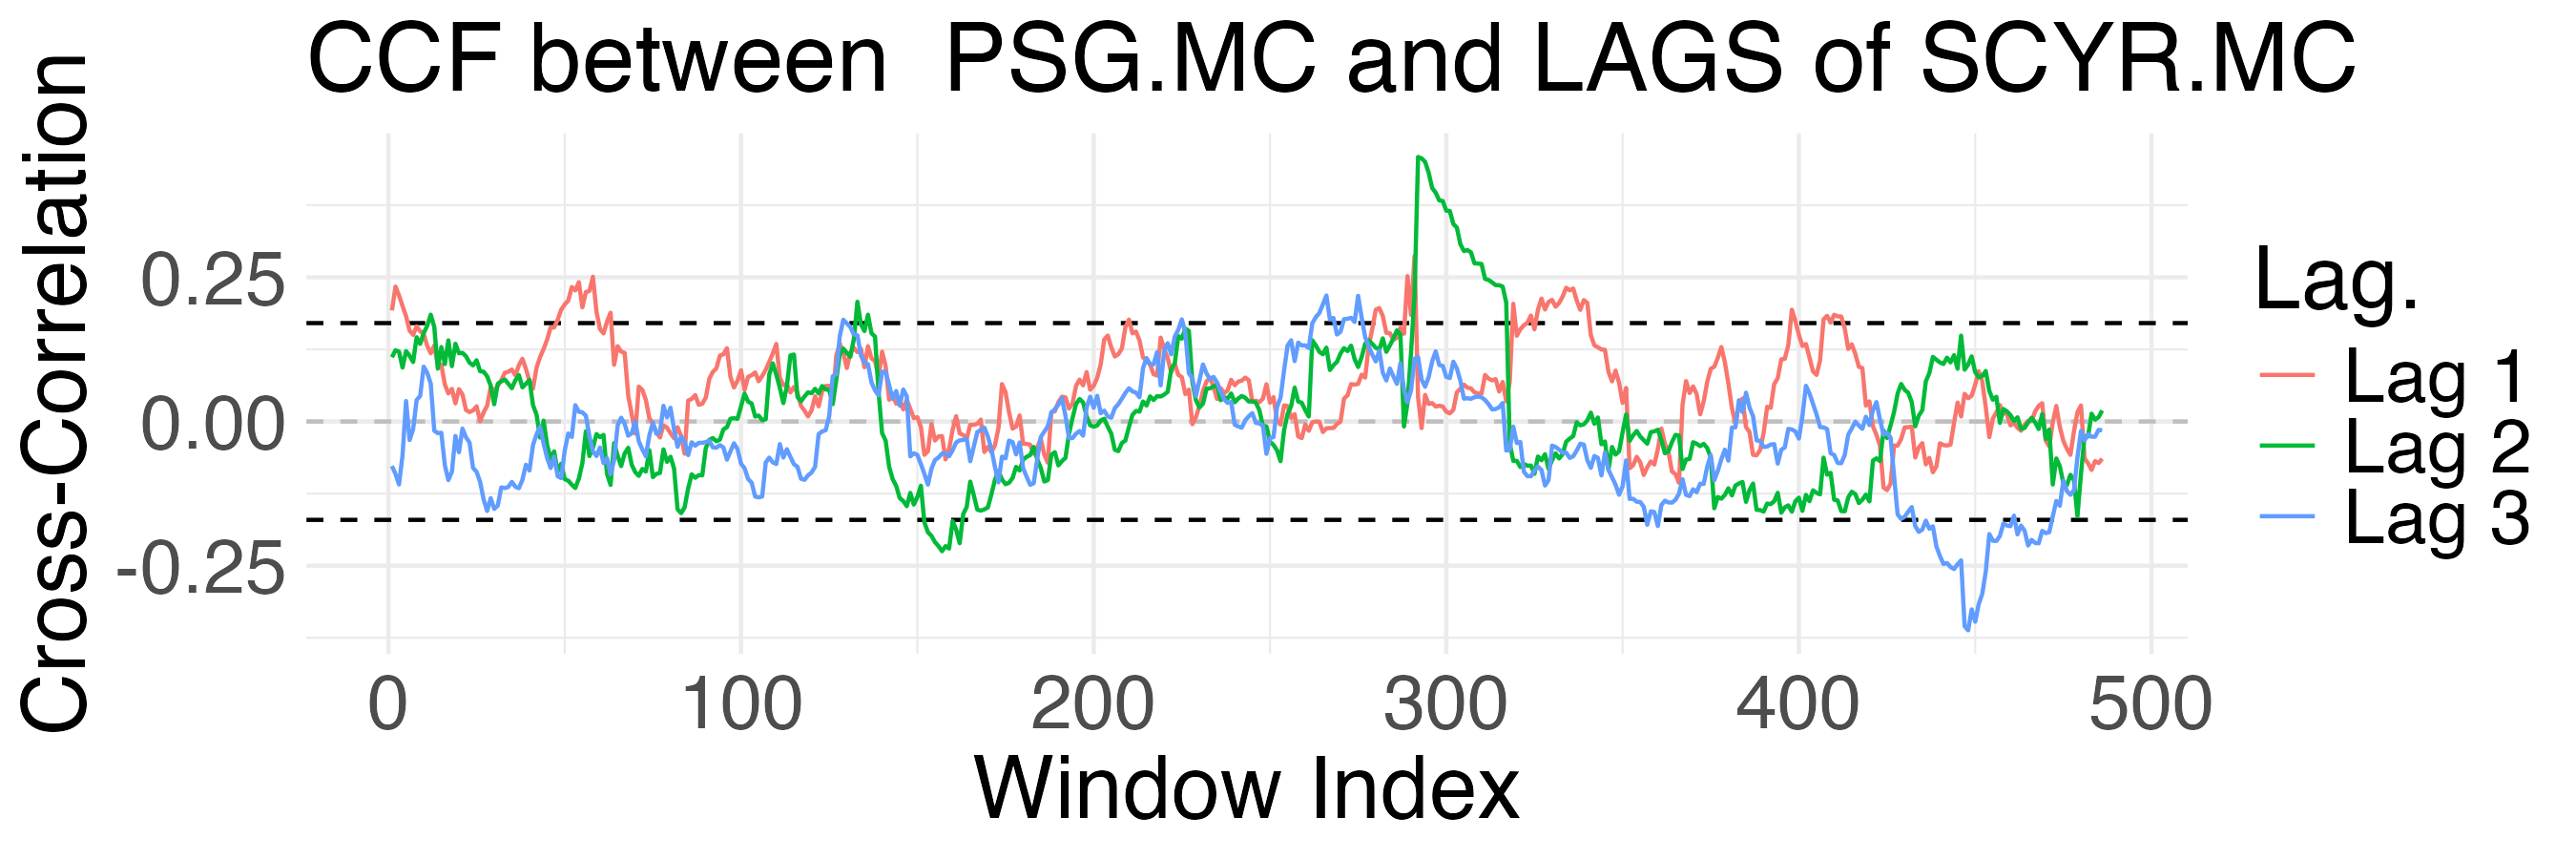 CCF between  PSG.MC and LAGS of SCYR.MC
Cross-Correlation
0.25
0.00
-0.25
0
100
200
300
400
500
Window Index
Lag.
Lag 1
Lag 2
Lag 3